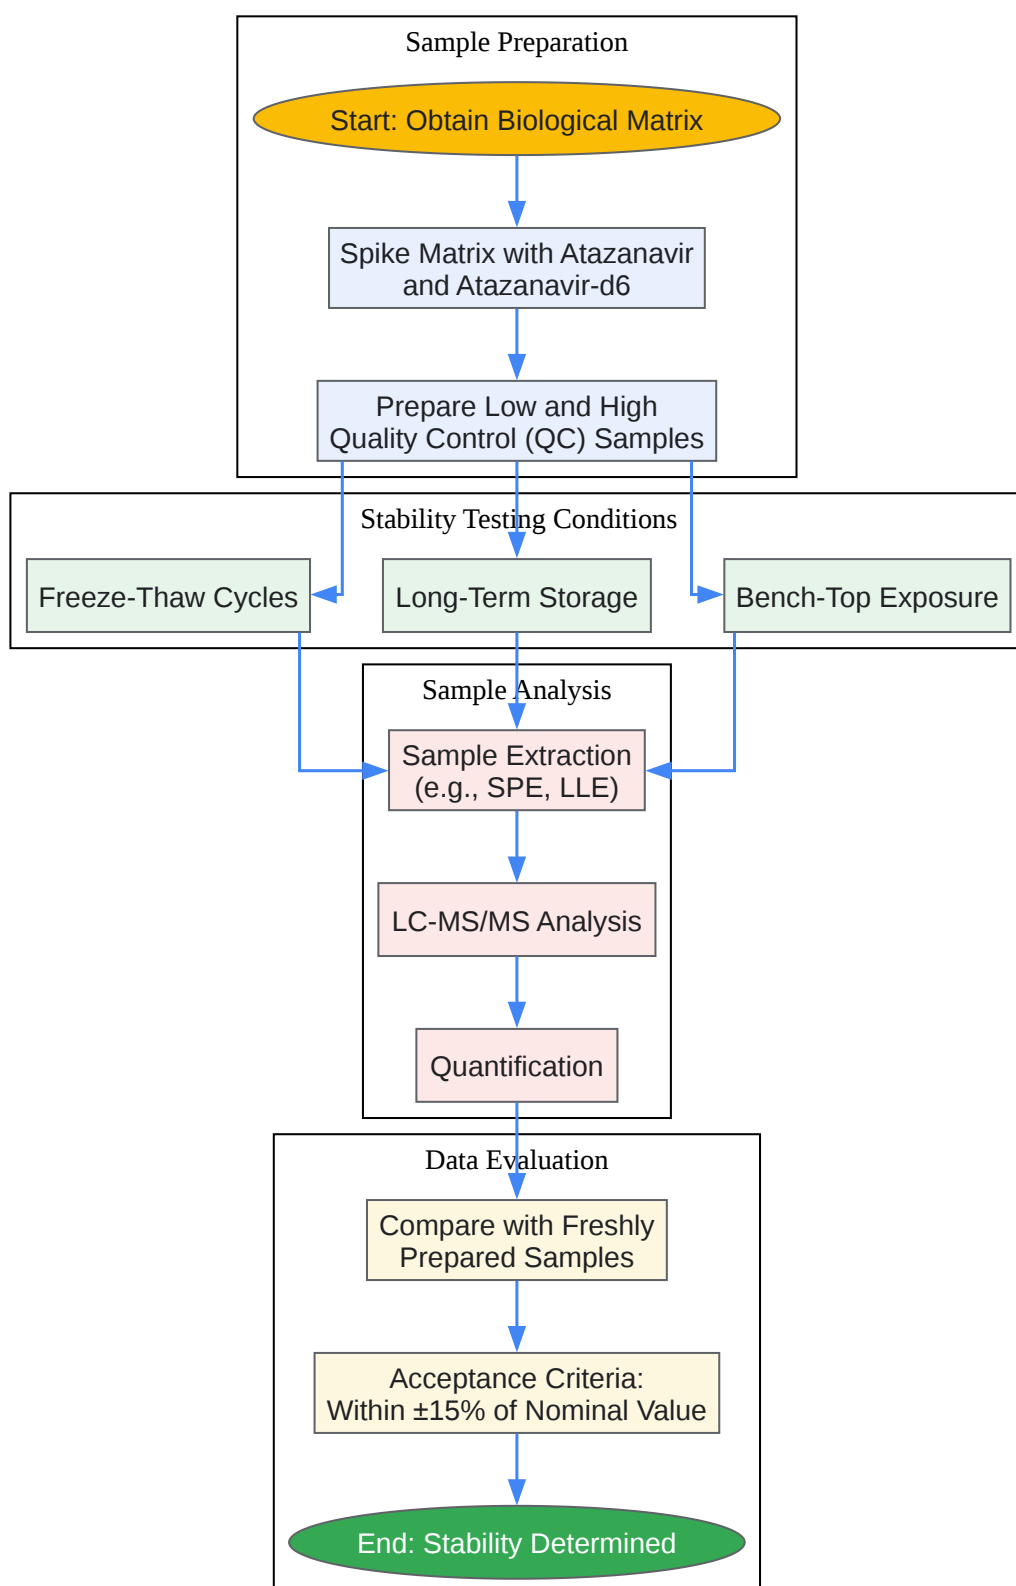 Sample Preparation
Start: Obtain Biological Matrix
Spike Matrix with Atazanavir
and Atazanavir-d6
Prepare Low and High
Quality Control (QC) Samples
Stability Testing Conditions
Freeze-Thaw Cycles
Long-Term Storage
Bench-Top Exposure
Sample Analysis
Sample Extraction
(e.g., SPE, LLE)
LC-MS/MS Analysis
Quantification
Data Evaluation
Compare with Freshly
Prepared Samples
Acceptance Criteria:
Within ±15% of Nominal Value
End: Stability Determined